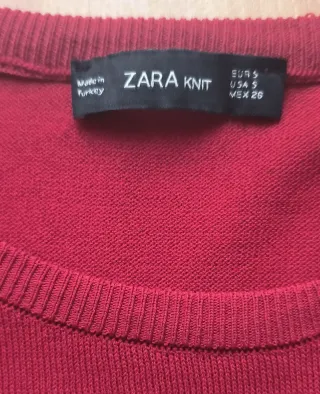 Made in
Turkey
ZARA KNIT
EUR S
USA S
MEX 26